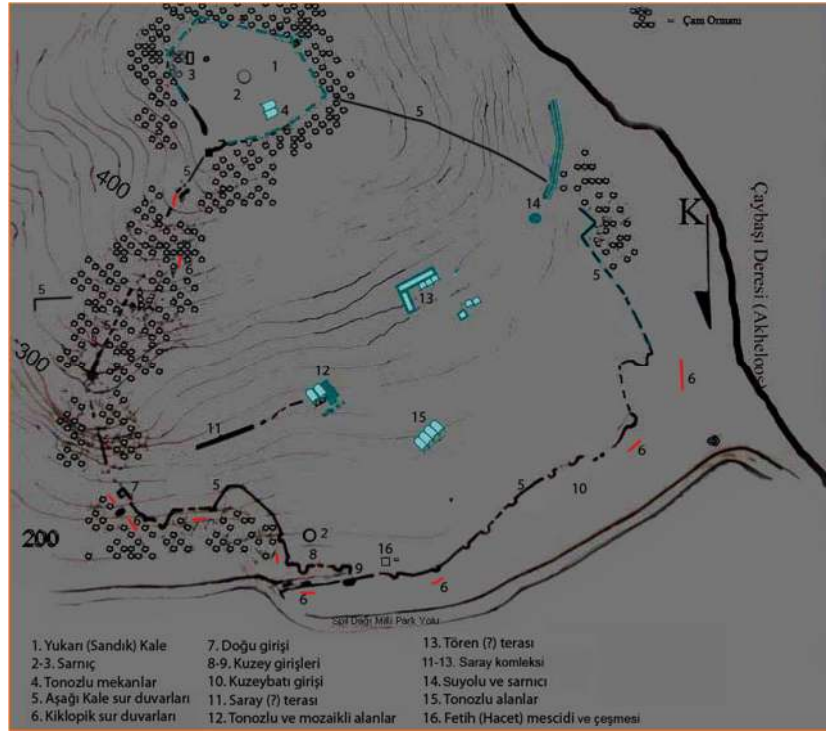 = Çam Ormanı
1
3
2
4
5
5
400
14
K
Çaybaşı Deresi (Akheloos)
6
5
5
13
300
12
6
11
15
6
7
5
5
10
200
2
8
16
9
6
6
Spil Dağı Milli Park Yolu
1. Yukarı (Sandık) Kale
2-3. Sarnıç
4. Tonozlu mekanlar
5. Aşağı Kale sur duvarları
6. Kiklopik sur duvarları
7. Doğu girişi
8-9. Kuzey girişleri
10. Kuzeybatı girişi
11. Saray (?) terası
12. Tonozlu ve mozaikli alanlar
13. Tören (?) terası
11-13. Saray komleksi
14. Suyolu ve sarnıcı
15. Tonozlu alanlar
16. Fetih (Hacet) mescidi ve çeşmesi